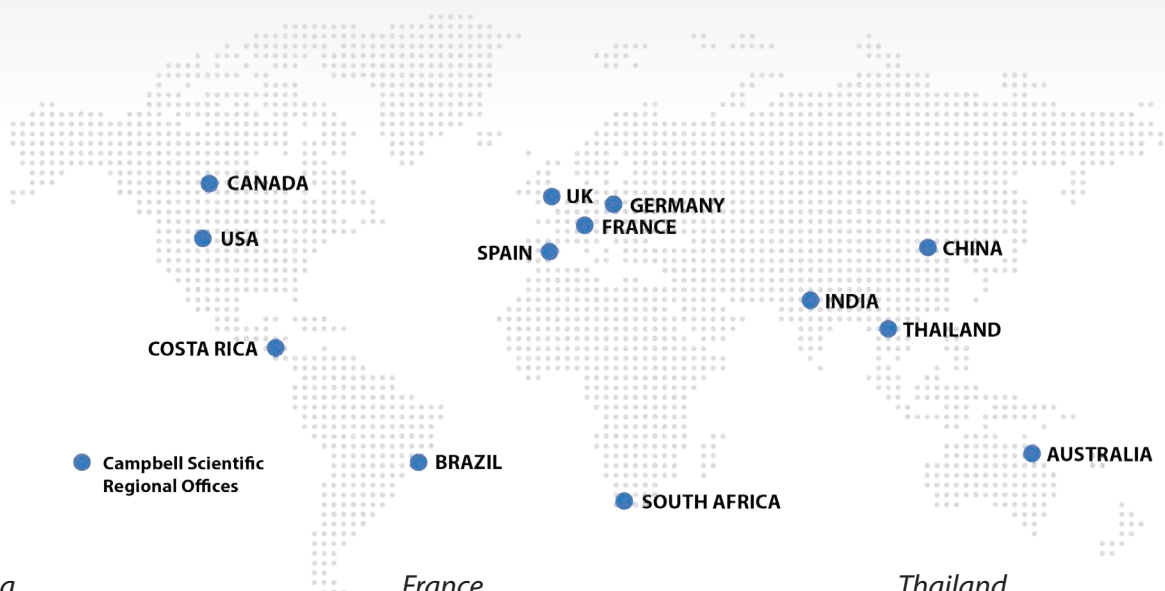 CANADA
UK
GERMANY
FRANCE
USA
SPAIN
CHINA
INDIA
THAILAND
COSTA RICA
AUSTRALIA
Campbell Scientific
Regional Offices
BRAZIL
SOUTH AFRICA
France
Thailand